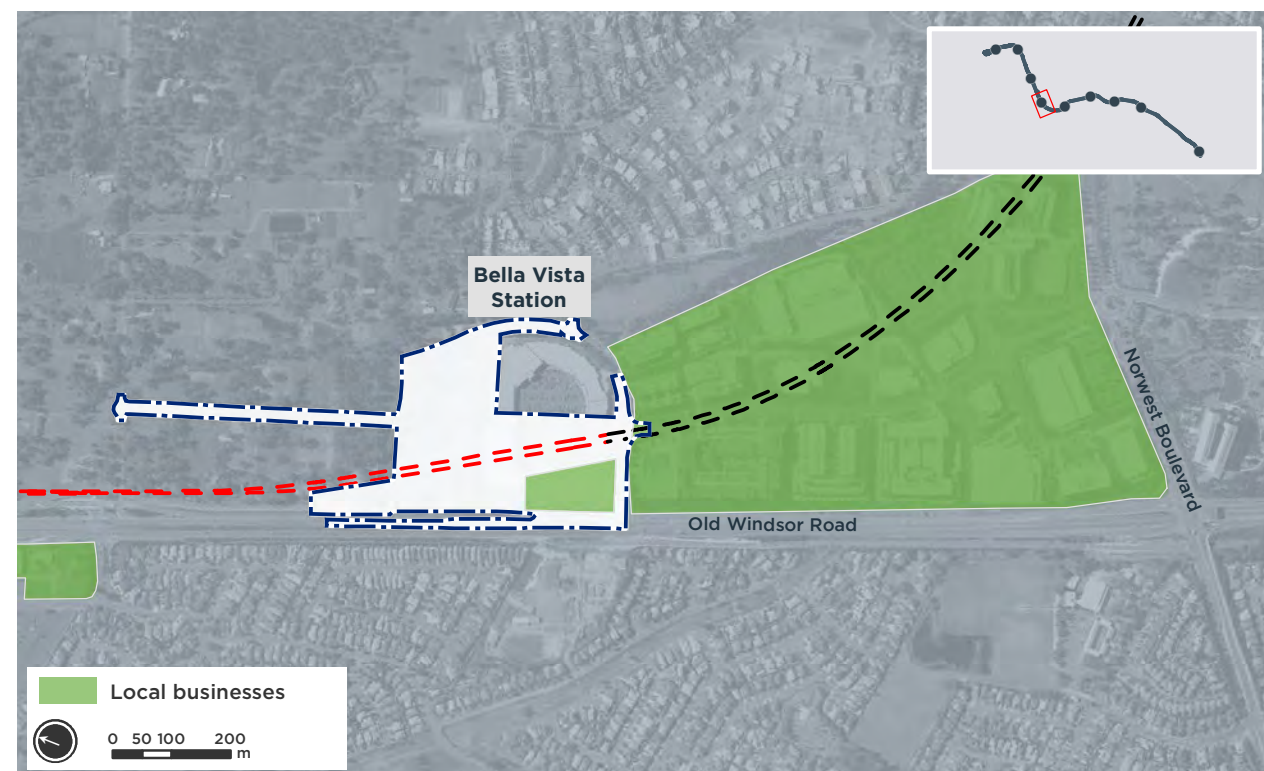 Bella Vista
Station
Norwest Boulevard
Old Windsor Road
Local businesses
0 50 100 200
m